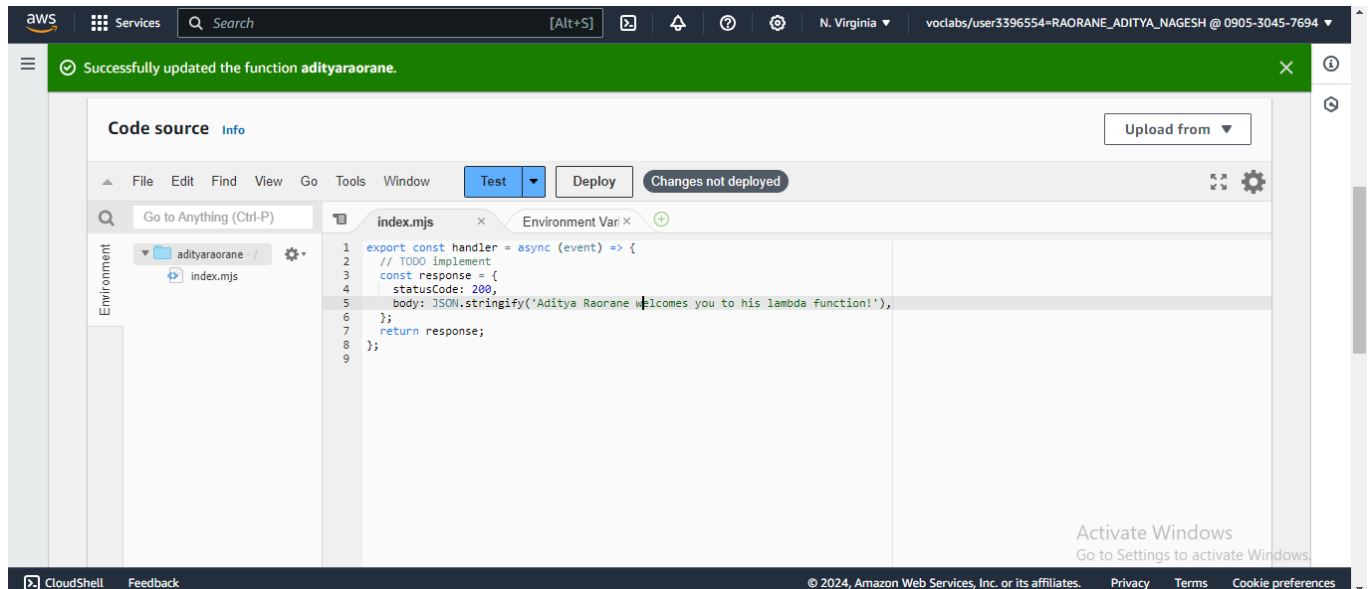 aws Services Search [Alt+S] N. Virginia ▼ voclabs/user3396554=RAORANE_ADITYA_NAGESH @ 0905-3045-7694 ▼
Successfully updated the function adityaraorane.
Code source Info Upload from ▼
File Edit Find View Go Tools Window Test Deploy Changes not deployed
Go to Anything (Ctrl-P) index.mjs × Environment Vari ×
Environment
adityaraorane - /
index.mjs
1 export const handler = async (event) => {
2 // TODO implement
3 const response = {
4 statusCode: 200,
5 body: JSON.stringify('Aditya Raorane welcomes you to his lambda function!'),
6 };
7 return response;
8 };
9
Activate Windows
Go to Settings to activate Windows.
CloudShell Feedback © 2024, Amazon Web Services, Inc. or its affiliates. Privacy Terms Cookie preferences